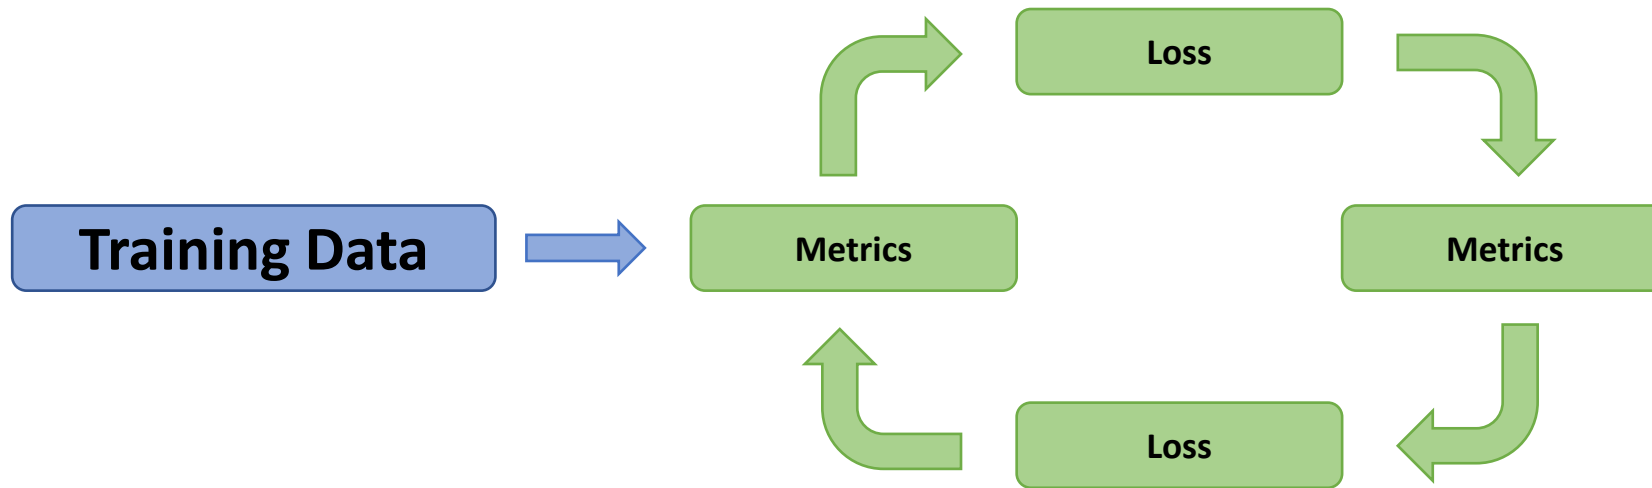 Loss
Training Data
Metrics
Metrics
Loss